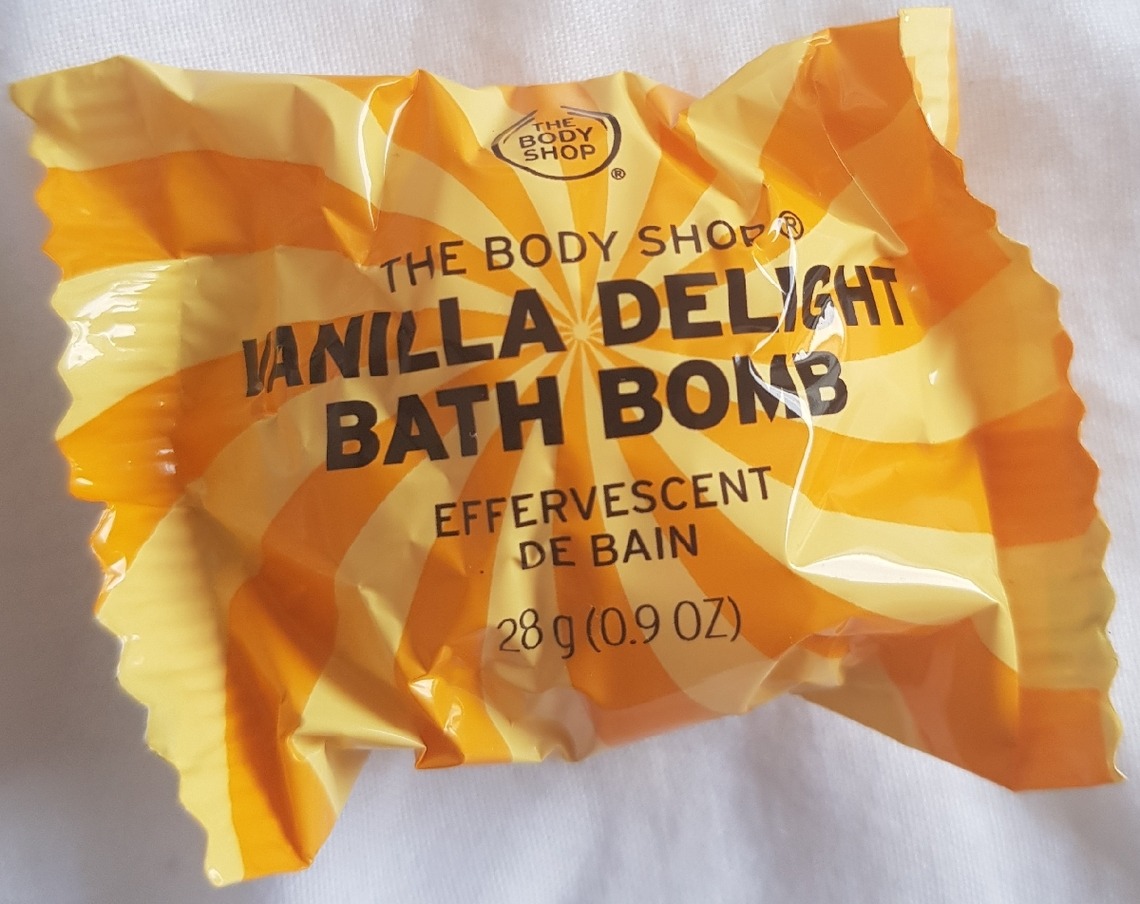 THE
BODY
SHOP
®
THE BODY SHOP®
VANILLA DELIGHT
BATH BOMB
EFFERVESCENT
DE BAIN
28 g (0.9 OZ)